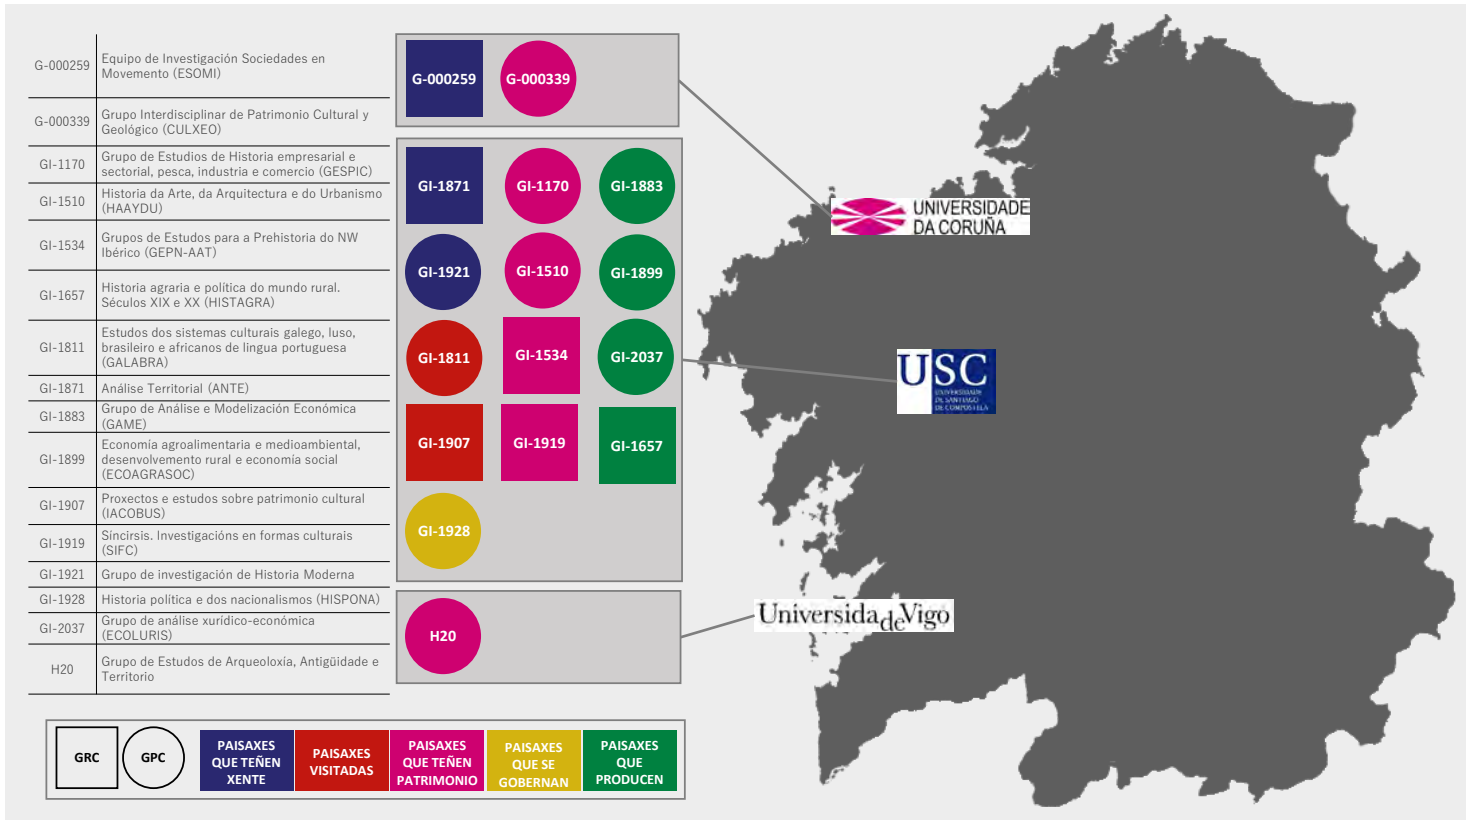 G-000259
Equipo de Investigación Sociedades en
Movemento (ESOMI)
G-000339
Grupo Interdisciplinar de Patrimonio Cultural y
Geológico (CULXEO)
GI-1170
Grupo de Estudios de Historia empresarial e
sectorial, pesca, industria e comercio (GESPIC)
GI-1510
Historia da Arte, da Arquitectura e do Urbanismo
(HAAYDU)
GI-1534
Grupos de Estudos para a Prehistoria do NW
Ibérico (GEPN-AAT)
GI-1657
Historia agraria e política do mundo rural.
Séculos XIX e XX (HISTAGRA)
GI-1811
Estudos dos sistemas culturais galego, luso,
brasileiro e africanos de lingua portuguesa
(GALABRA)
GI-1871
Análise Territorial (ANTE)
GI-1883
Grupo de Análise e Modelización Económica
(GAME)
GI-1899
Economía agroalimentaria e medioambiental,
desenvolvemento rural e economía social
(ECOAGRASOC)
GI-1907
Proxectos e estudos sobre patrimonio cultural
(IACOBUS)
GI-1919
Síncirsis. Investigacións en formas culturais
(SIFC)
GI-1921
Grupo de investigación de Historia Moderna
GI-1928
Historia política e dos nacionalismos (HISPONA)
GI-2037
Grupo de análise xurídico-económica
(ECOLURIS)
H20
Grupo de Estudos de Arqueoloxía, Antigüidade e
Territorio
G-000259
G-000339
GI-1871
GI-1170
GI-1883
GI-1921
GI-1510
GI-1899
GI-1811
GI-1534
GI-2037
GI-1907
GI-1919
GI-1657
GI-1928
H20
UNIVERSIDADE
DA CORUÑA
USC
UNIVERSIDADE
DE SANTIAGO
DE COMPOSTELA
UniversidadeVigo
GRC
GPC
PAISAXES
QUE TEÑEN
XENTE
PAISAXES
VISITADAS
PAISAXES
QUE TEÑEN
PATRIMONIO
PAISAXES
QUE SE
GOBERNAN
PAISAXES
QUE
PRODUCEN